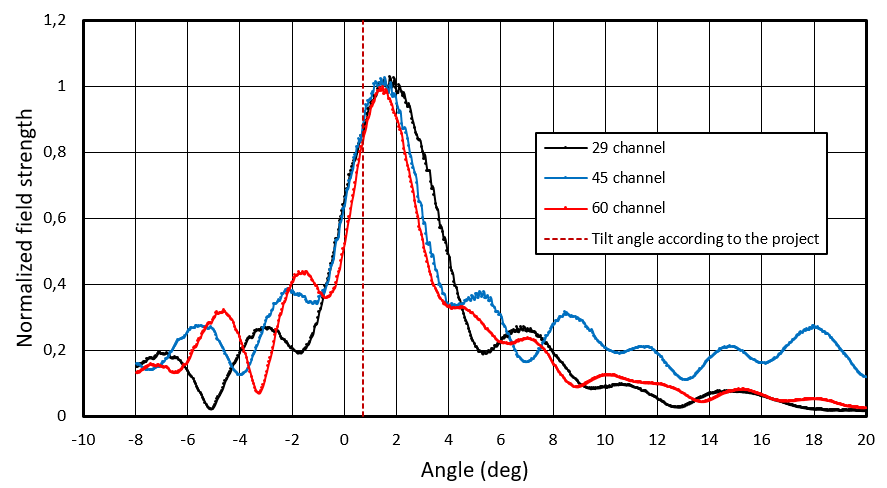 1,2
1
0,8
0,6
0,4
0,2
0
Normalized field strength
29 channel
45 channel
60 channel
Tilt angle according to the project
-10 -8 -6 -4 -2 0 2 4 6 8 10 12 14 16 18 20
Angle (deg)